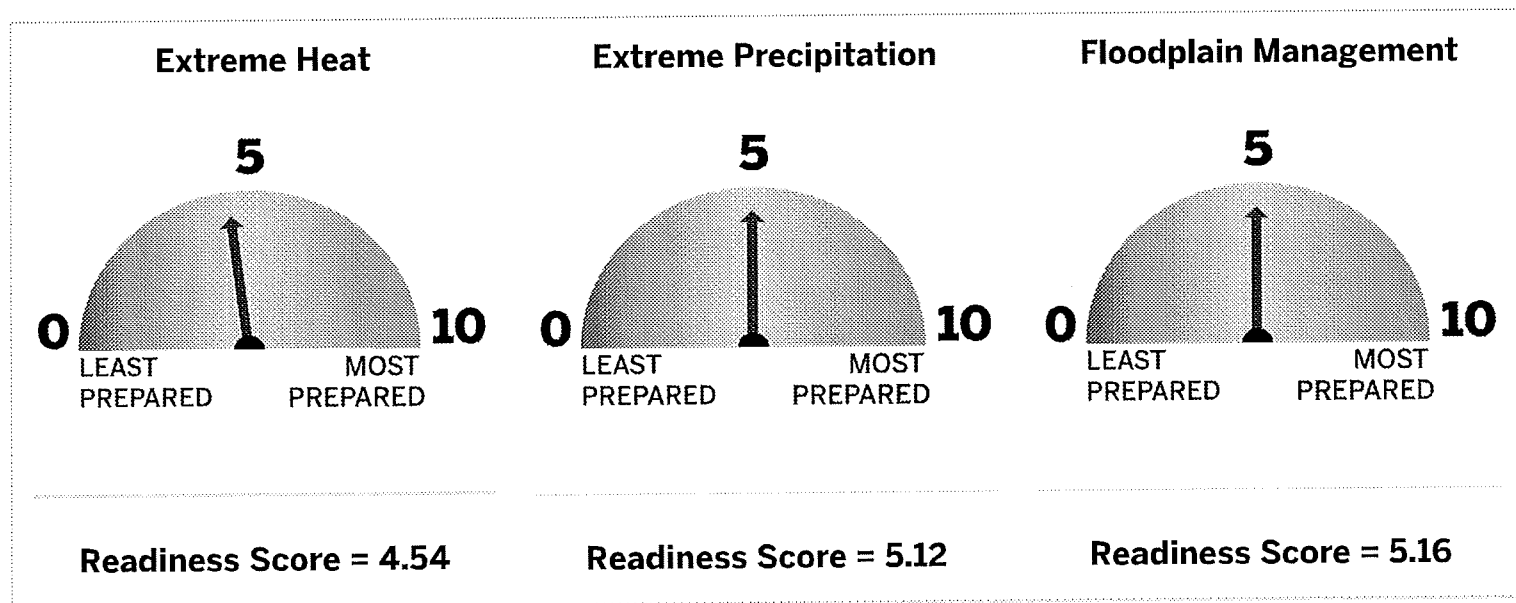 Extreme Heat
5
0
10
LEAST
PREPARED
MOST
PREPARED
Readiness Score = 4.54
Extreme Precipitation
5
0
10
LEAST
PREPARED
MOST
PREPARED
Readiness Score = 5.12
Floodplain Management
5
0
10
LEAST
PREPARED
MOST
PREPARED
Readiness Score = 5.16